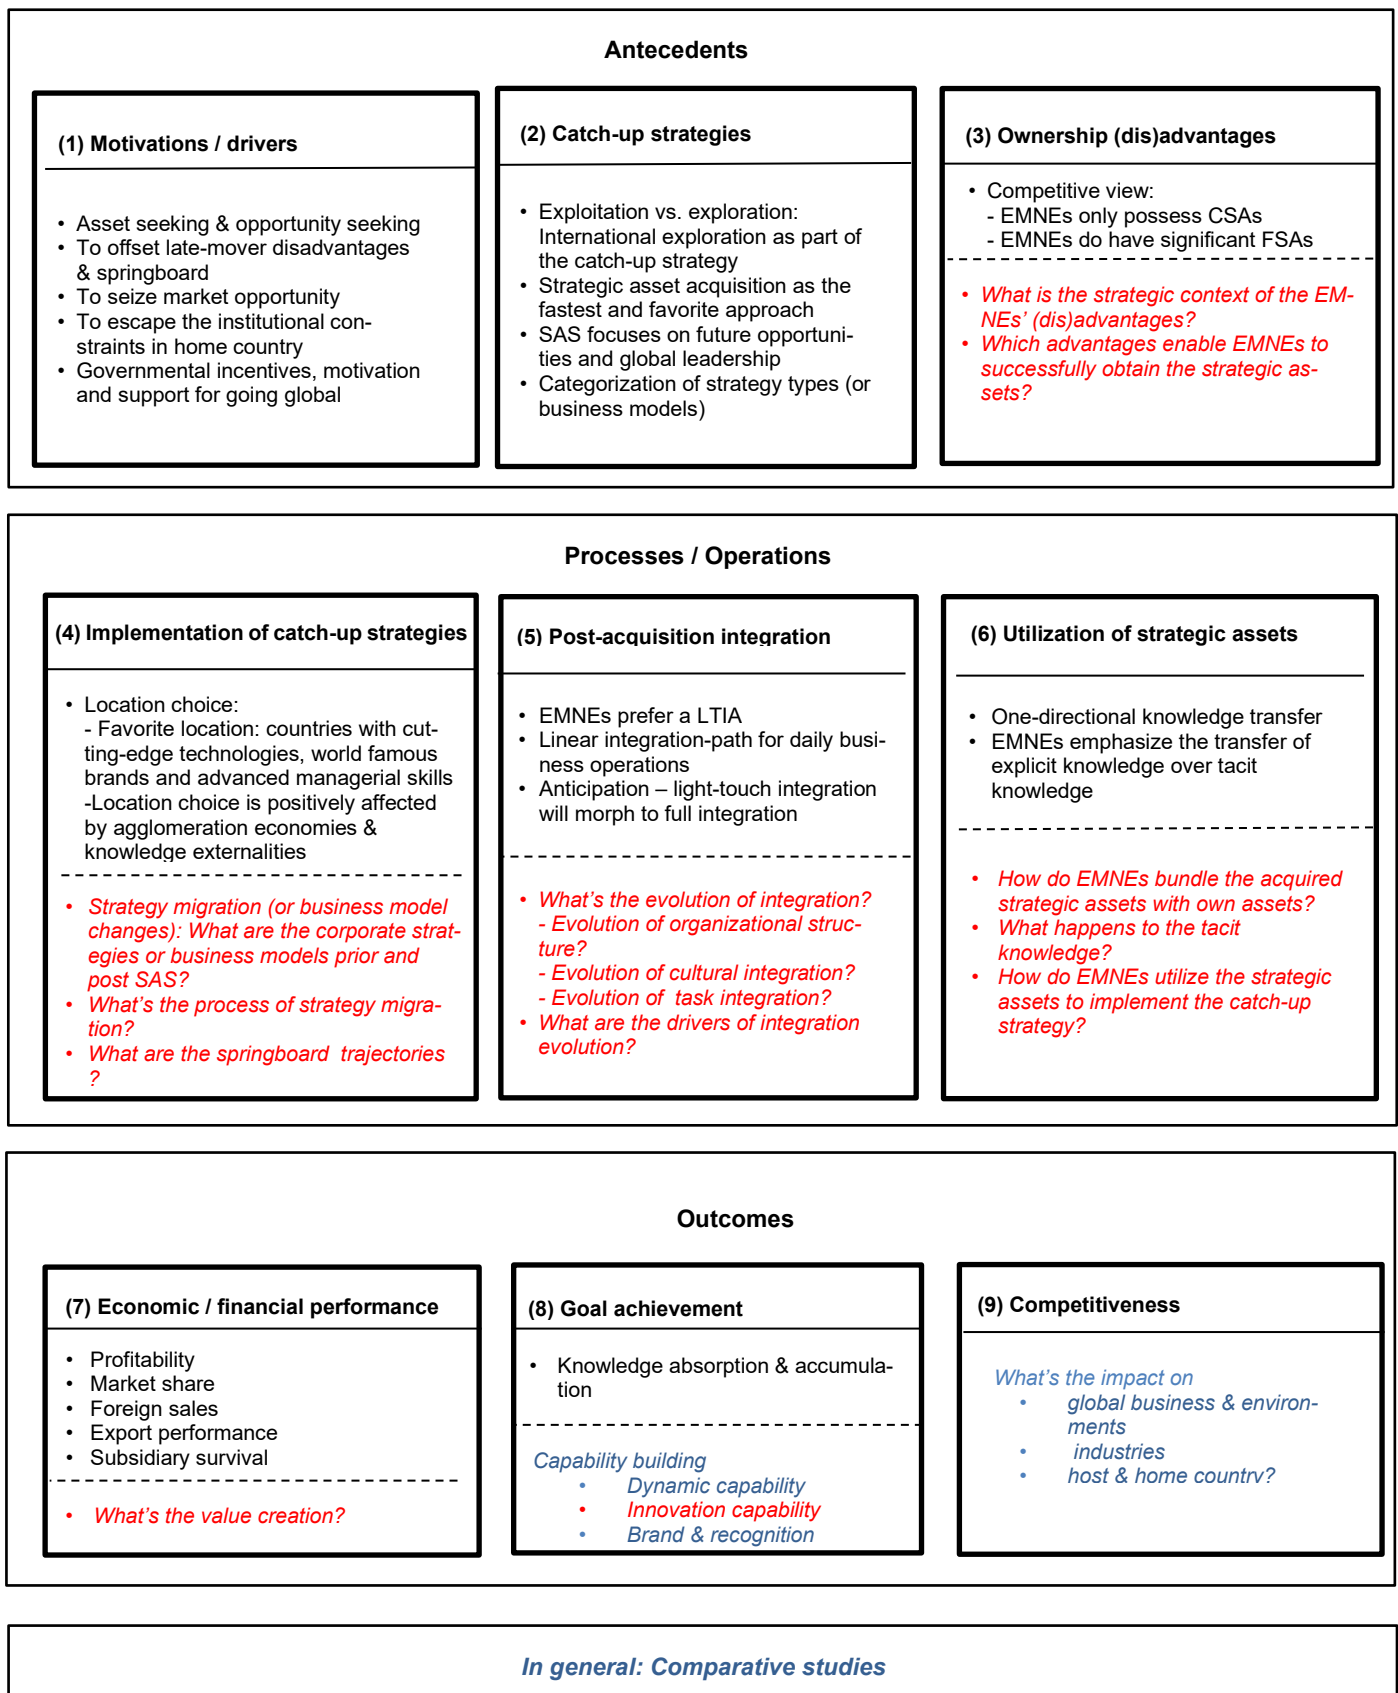 Antecedents
(1) Motivations / drivers
• Asset seeking & opportunity seeking
• To offset late-mover disadvantages
& springboard
• To seize market opportunity
• To escape the institutional con-
straints in home country
• Governmental incentives, motivation
and support for going global
(2) Catch-up strategies
• Exploitation vs. exploration:
International exploration as part of
the catch-up strategy
• Strategic asset acquisition as the
fastest and favorite approach
• SAS focuses on future opportuni-
ties and global leadership
• Categorization of strategy types (or
business models)
(3) Ownership (dis)advantages
• Competitive view:
- EMNEs only possess CSAs
- EMNEs do have significant FSAs
• What is the strategic context of the EM-
NEs’ (dis)advantages?
• Which advantages enable EMNEs to
successfully obtain the strategic as-
sets?
Processes / Operations
(4) Implementation of catch-up strategies
• Location choice:
- Favorite location: countries with cut-
ting-edge technologies, world famous
brands and advanced managerial skills
-Location choice is positively affected
by agglomeration economies &
knowledge externalities
• Strategy migration (or business model
changes): What are the corporate strat-
egies or business models prior and
post SAS?
• What’s the process of strategy migra-
tion?
• What are the springboard trajectories
?
(5) Post-acquisition integration
• EMNEs prefer a LTIA
• Linear integration-path for daily busi-
ness operations
• Anticipation – light-touch integration
will morph to full integration
• What’s the evolution of integration?
- Evolution of organizational struc-
ture?
- Evolution of cultural integration?
- Evolution of task integration?
• What are the drivers of integration
evolution?
(6) Utilization of strategic assets
• One-directional knowledge transfer
• EMNEs emphasize the transfer of
explicit knowledge over tacit
knowledge
• How do EMNEs bundle the acquired
strategic assets with own assets?
• What happens to the tacit
knowledge?
• How do EMNEs utilize the strategic
assets to implement the catch-up
strategy?
Outcomes
(7) Economic / financial performance
• Profitability
• Market share
• Foreign sales
• Export performance
• Subsidiary survival
• What’s the value creation?
(8) Goal achievement
• Knowledge absorption & accumula-
tion
Capability building
• Dynamic capability
• Innovation capability
• Brand & recognition
(9) Competitiveness
What’s the impact on
• global business & environ-
ments
• industries
• host & home country?
In general: Comparative studies